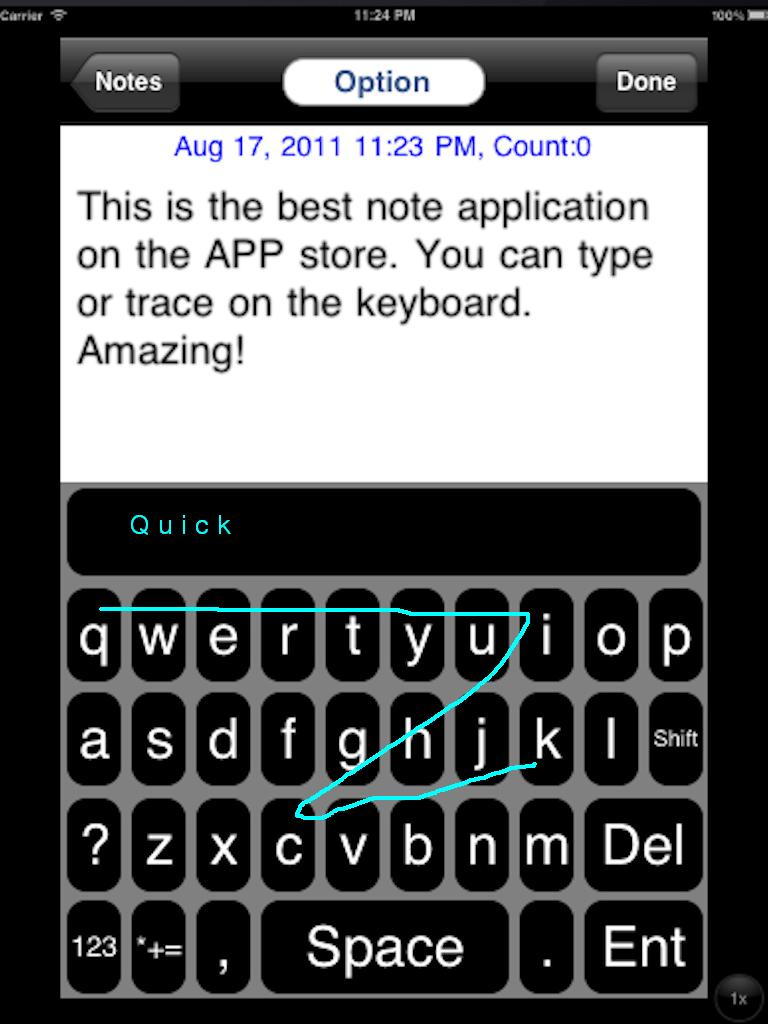 Carrier 11:24 PM 100%
Notes Option Done
Aug 17, 2011 11:23 PM, Count:0
This is the best note application
on the APP store. You can type
or trace on the keyboard.
Amazing!
Quick
q w e r t y u i o p
a s d f g h j k l Shift
? z x c v b n m Del
123 *+= , Space . Ent
1x